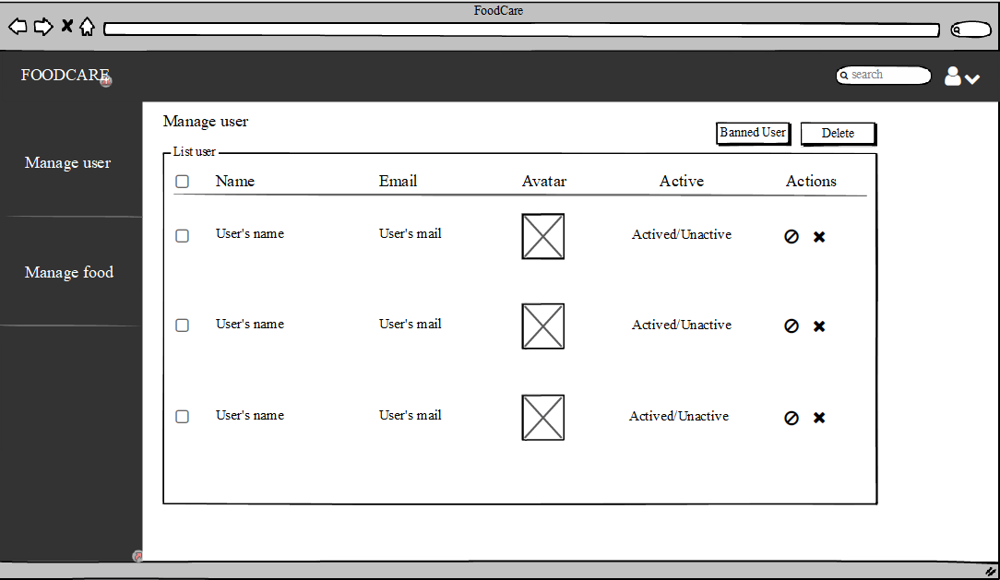 FoodCare
FOODCARE
search
Manage user
Banned User
Delete
Manage user
List user
Name Email Avatar Active Actions
User's name User's mail Actived/Unactive
Manage food
User's name User's mail Actived/Unactive
User's name User's mail Actived/Unactive